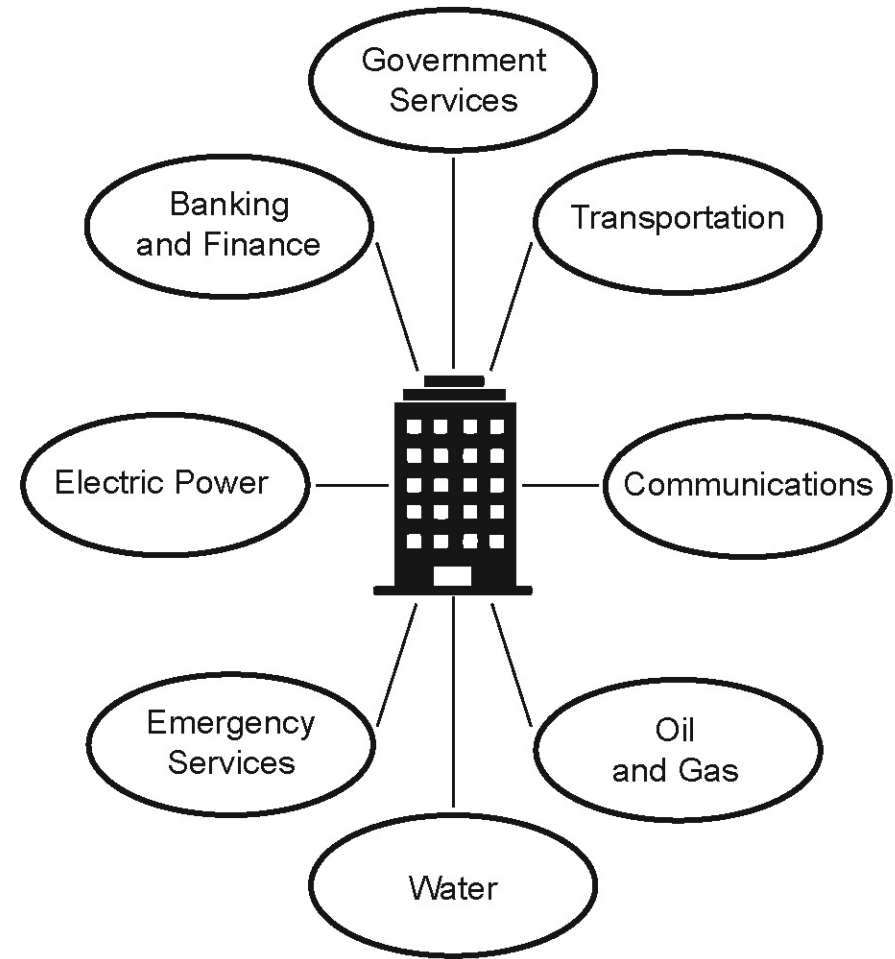 Government
Services
Banking
and Finance
Transportation
Electric Power
Communications
Emergency
Services
Oil
and Gas
Water